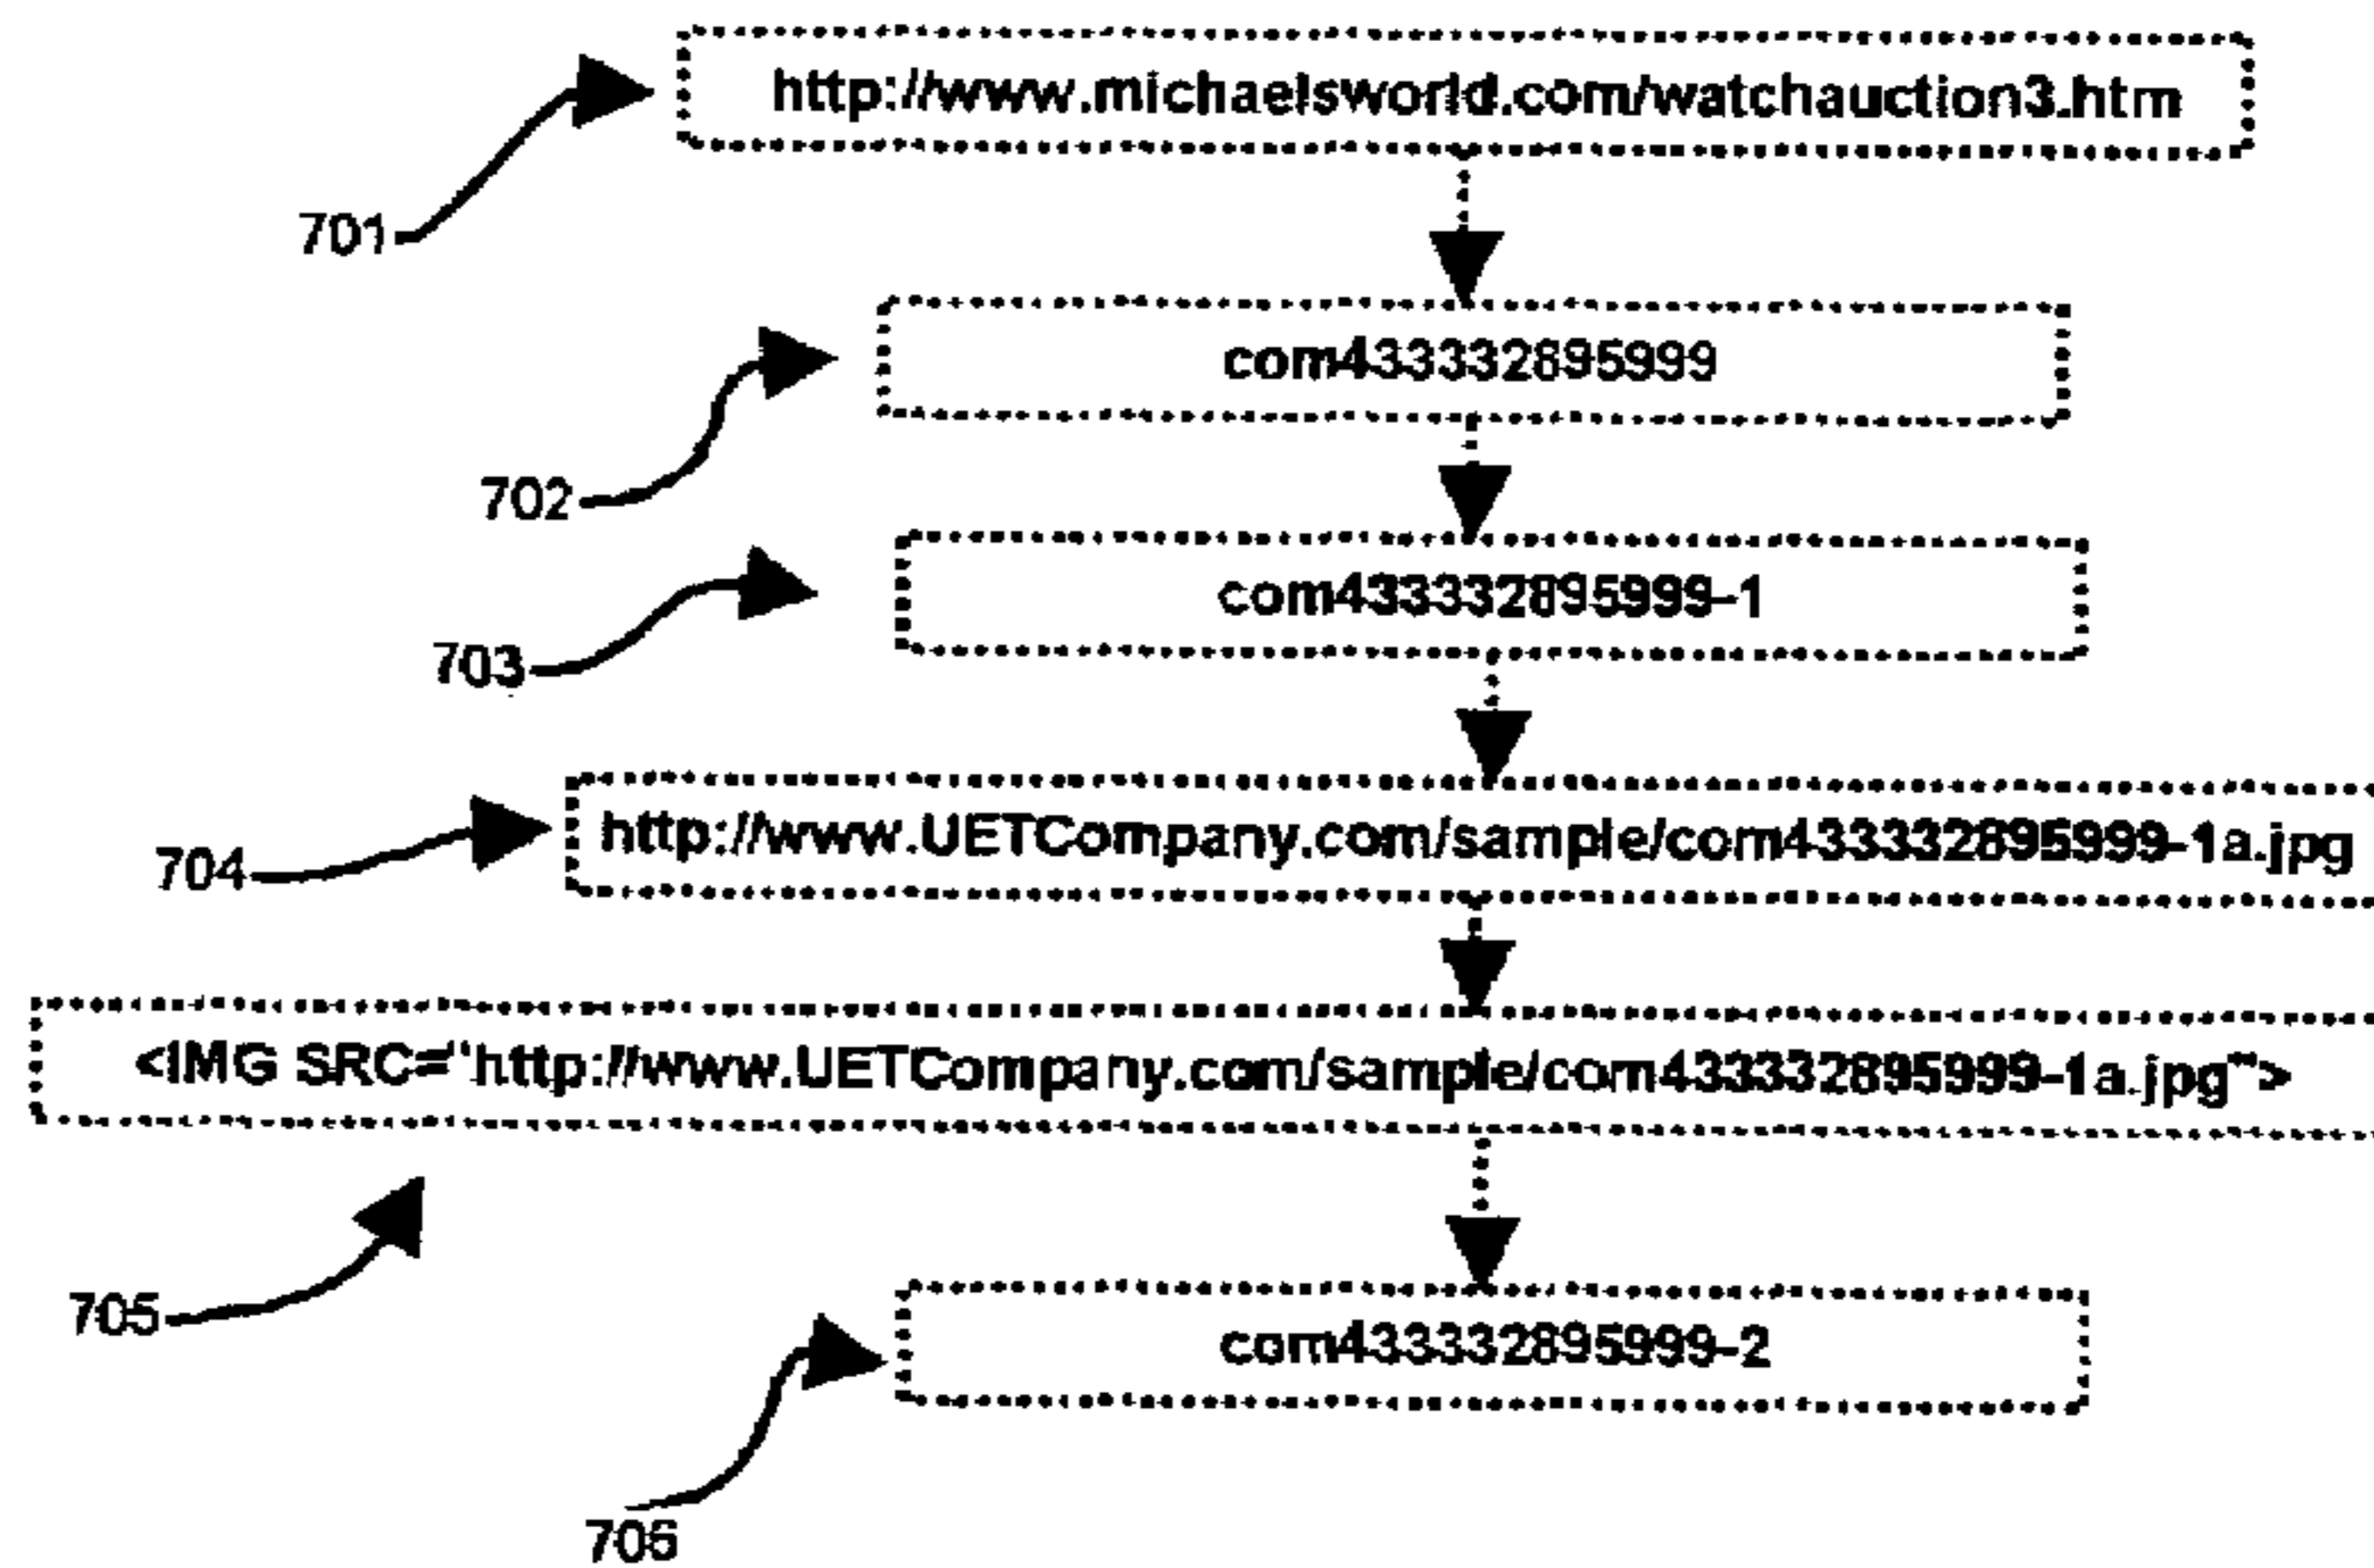 http://www.michaelsworld.com/watchauction3.htm
701
com433332895999
702
com433332895999-1
703
http://www.UETCompany.com/sample/com433332895999-1a.jpg
704
<IMG SRC="http://www.UETCompany.com/sample/com433332895999-1a.jpg">
705
com433332895999-2
706